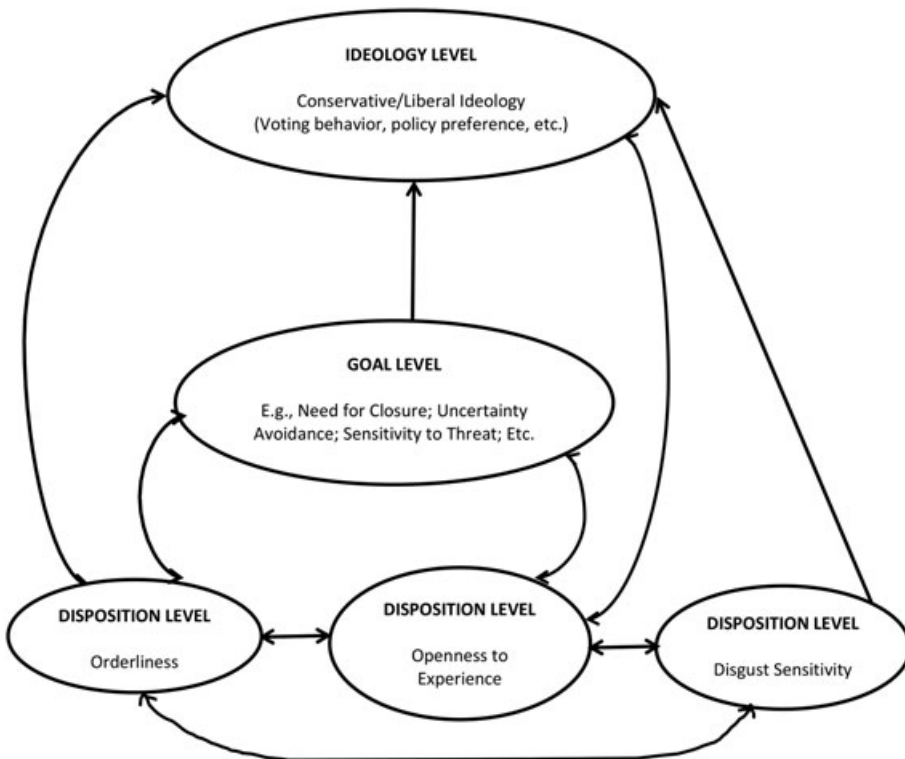 IDEOLOGY LEVEL
Conservative/Liberal Ideology
(Voting behavior, policy preference, etc.)
GOAL LEVEL
E.g., Need for Closure; Uncertainty
Avoidance; Sensitivity to Threat; Etc.
DISPOSITION LEVEL
Orderliness
DISPOSITION LEVEL
Openness to
Experience
DISPOSITION LEVEL
Disgust Sensitivity